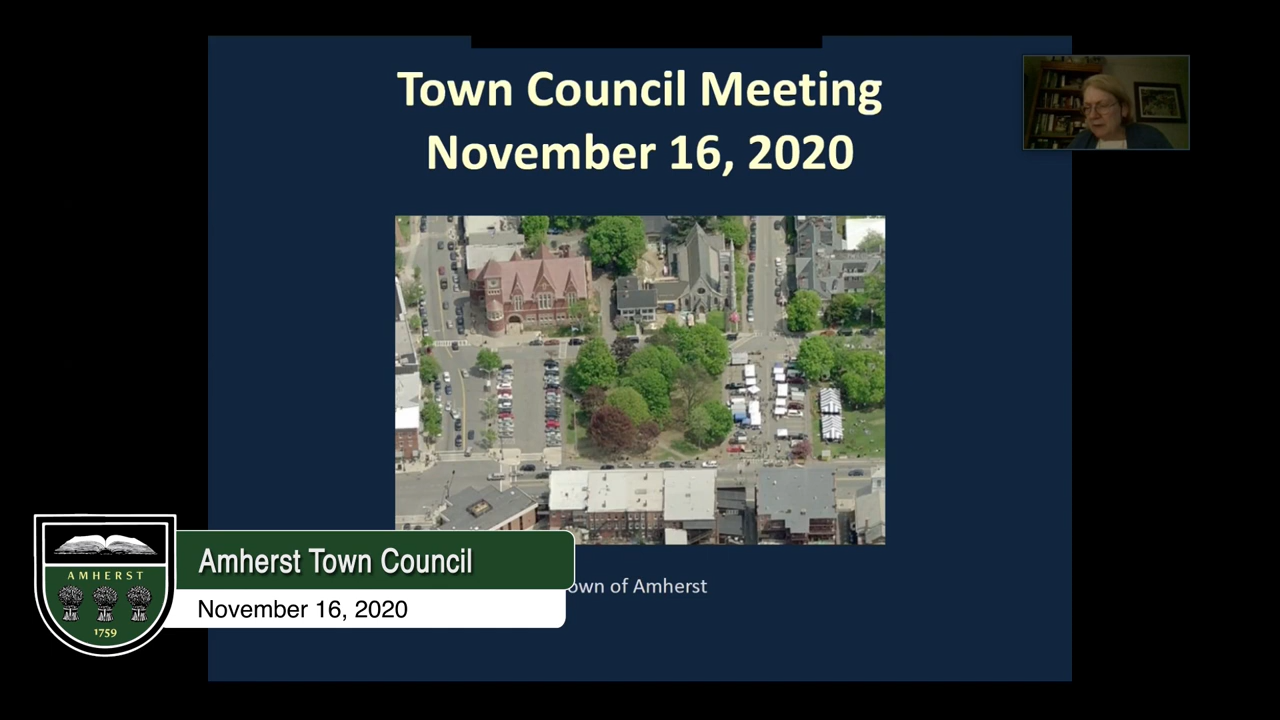 Town Council Meeting
November 16, 2020
Amherst Town Council
November 16, 2020
own of Amherst
AMHERST
1759